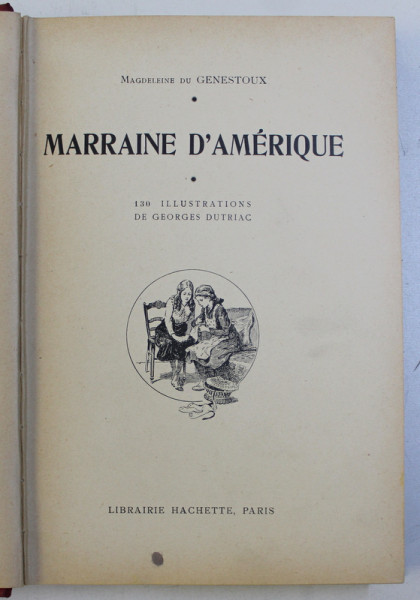 Magdeleine du GENESTOUX
MARRAINE D'AMÉRIQUE
130 ILLUSTRATIONS
DE GEORGES DUTRIAC
LIBRAIRIE HACHETTE, PARIS